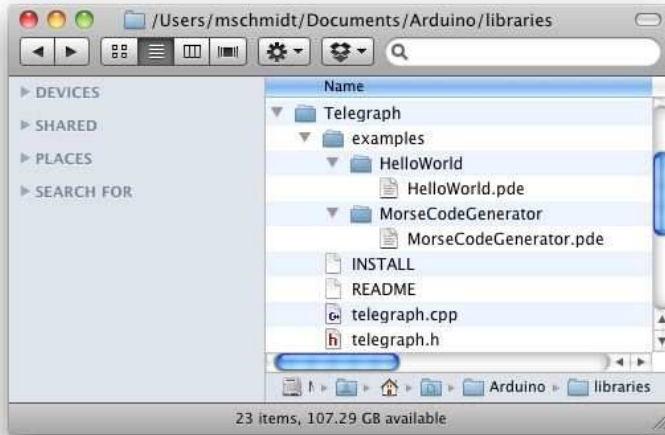 /Users/mschmidt/Documents/Arduino/libraries
Name
DEVICES
SHARED
PLACES
SEARCH FOR
Telegraph
examples
HelloWorld
HelloWorld.pde
MorseCodeGenerator
MorseCodeGenerator.pde
INSTALL
README
telegraph.cpp
telegraph.h
Arduino libraries
23 items, 107.29 GB available